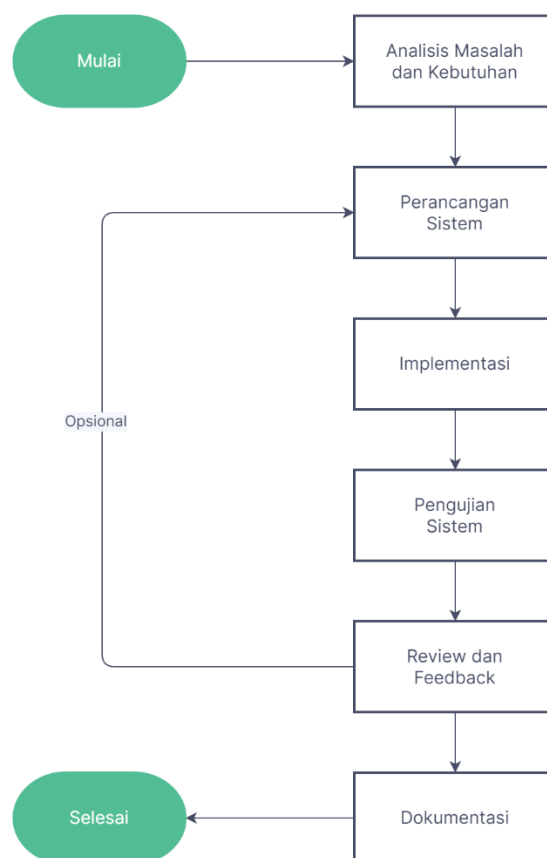 Mulai
Analisis Masalah
dan Kebutuhan
Perancangan
Sistem
Implementasi
Opsional
Pengujian
Sistem
Review dan
Feedback
Dokumentasi
Selesai